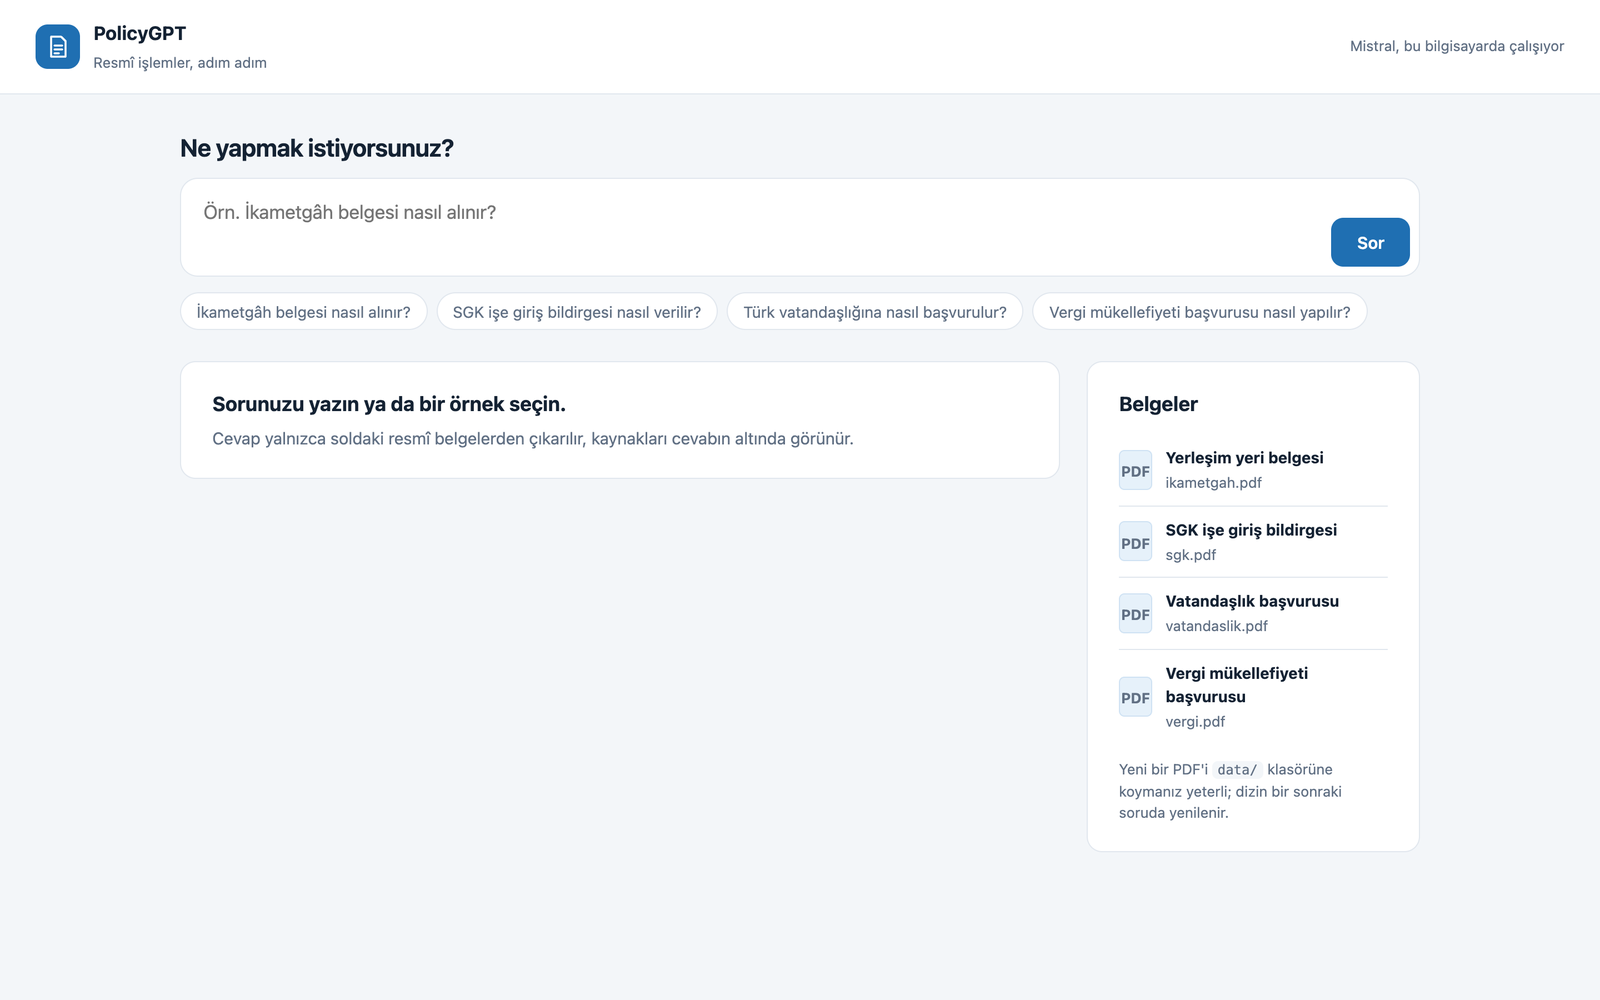 PolicyGPT
Resmî işlemler, adım adım
Mistral, bu bilgisayarda çalışıyor
Ne yapmak istiyorsunuz?
Örn. İkametgâh belgesi nasıl alınır?
Sor
İkametgâh belgesi nasıl alınır?
SGK işe giriş bildirgesi nasıl verilir?
Türk vatandaşlığına nasıl başvurulur?
Vergi mükellefiyeti başvurusu nasıl yapılır?
Sorunuzu yazın ya da bir örnek seçin.
Cevap yalnızca soldaki resmî belgelerden çıkarılır, kaynakları cevabın altında görünür.
Belgeler
PDF
Yerleşim yeri belgesi
ikametgah.pdf
PDF
SGK işe giriş bildirgesi
sgk.pdf
PDF
Vatandaşlık başvurusu
vatandaslik.pdf
PDF
Vergi mükellefiyeti
başvurusu
vergi.pdf
Yeni bir PDF'i data/ klasörüne
koymanız yeterli; dizin bir sonraki
soruda yenilenir.